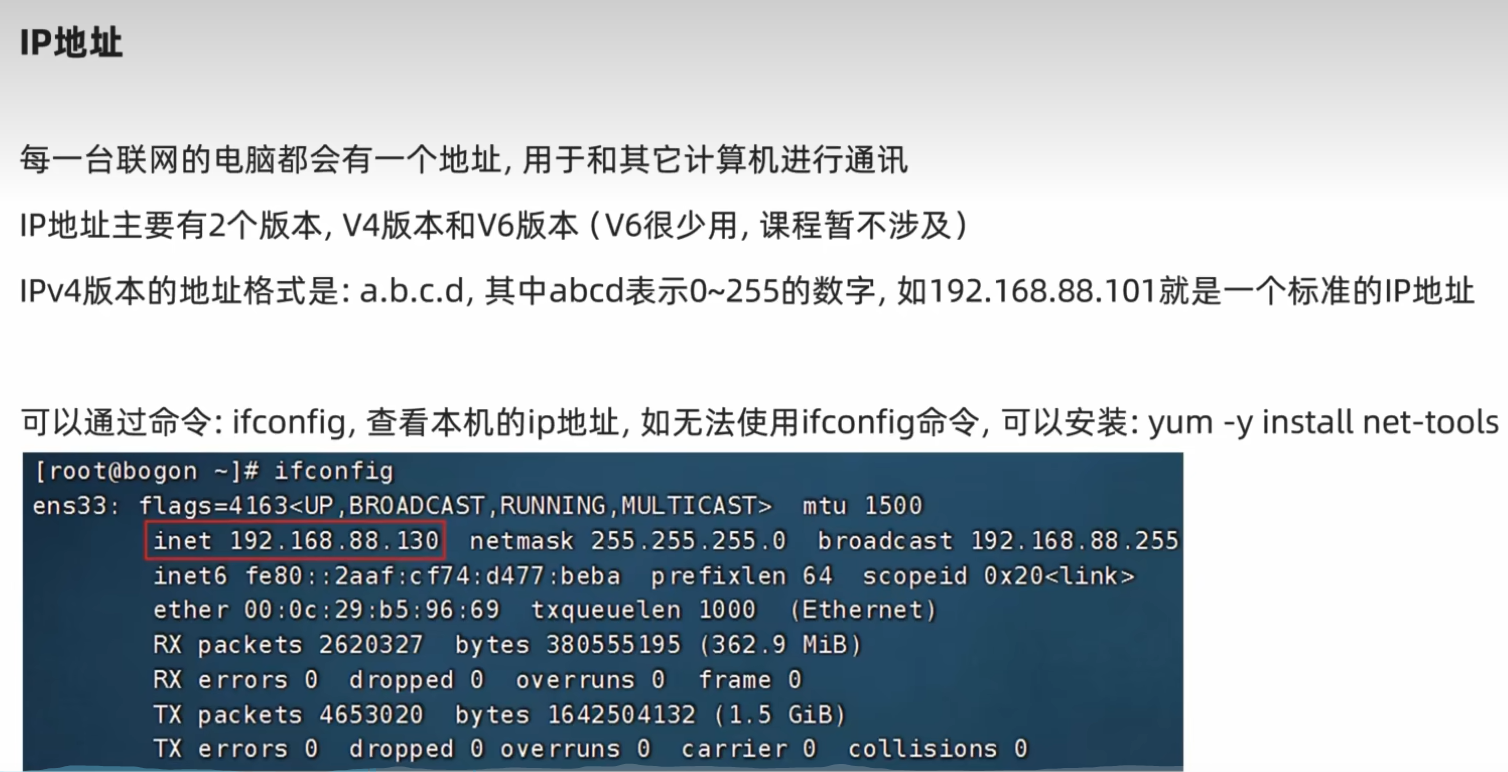 IP地址
每一台联网的电脑都会有一个地址, 用于和其它计算机进行通讯
IP地址主要有2个版本, V4版本和V6版本 (V6很少用, 课程暂不涉及)
IPv4版本的地址格式是: a.b.c.d, 其中abcd表示0~255的数字, 如192.168.88.101就是一个标准的IP地址
可以通过命令: ifconfig, 查看本机的ip地址, 如无法使用ifconfig命令, 可以安装: yum -y install net-tools
[root@bogon ~]# ifconfig
ens33: flags=4163<UP,BROADCAST,RUNNING,MULTICAST>  mtu 1500
inet 192.168.88.130  netmask 255.255.255.0  broadcast 192.168.88.255
inet6 fe80::2aaf:cf74:d477:beba  prefixlen 64  scopeid 0x20<link>
ether 00:0c:29:b5:96:69  txqueuelen 1000  (Ethernet)
RX packets 2620327  bytes 380555195 (362.9 MiB)
RX errors 0  dropped 0  overruns 0  frame 0
TX packets 4653020  bytes 1642504132 (1.5 GiB)
TX errors 0  dropped 0 overruns 0  carrier 0  collisions 0